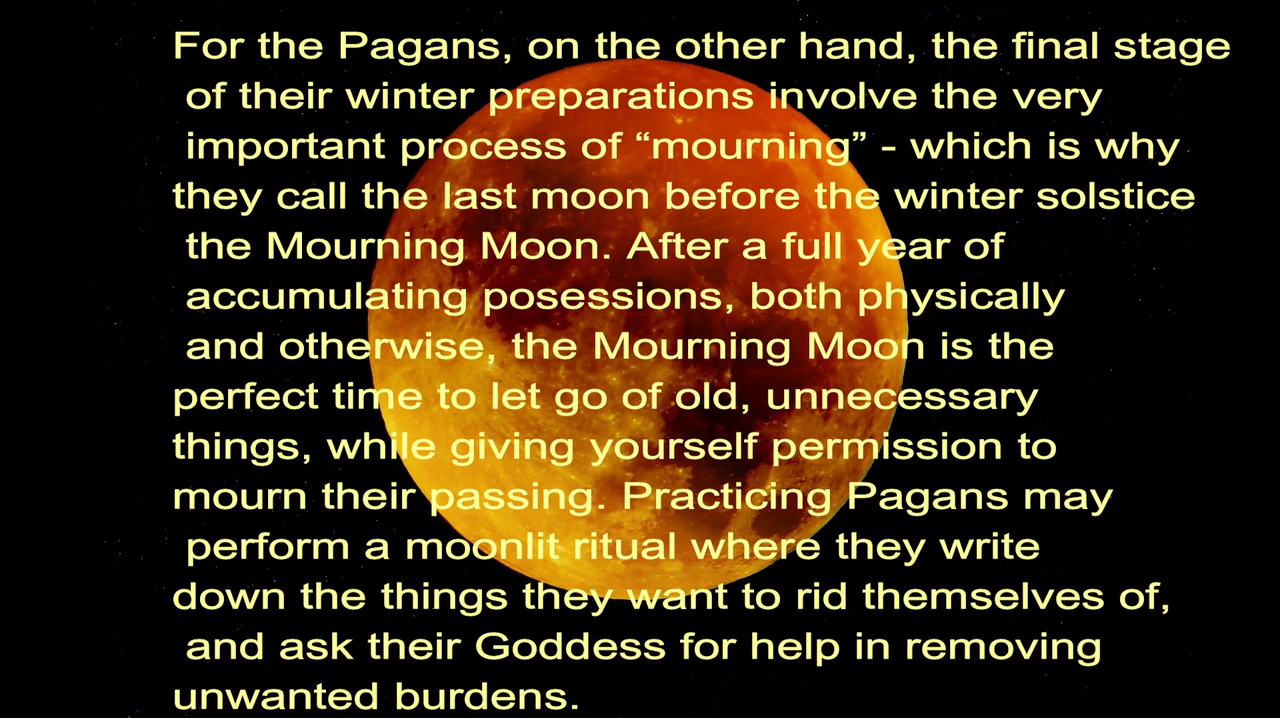 For the Pagans, on the other hand, the final stage
of their winter preparations involve the very
important process of “mourning” - which is why
they call the last moon before the winter solstice
the Mourning Moon. After a full year of
accumulating posessions, both physically
and otherwise, the Mourning Moon is the
perfect time to let go of old, unnecessary
things, while giving yourself permission to
mourn their passing. Practicing Pagans may
perform a moonlit ritual where they write
down the things they want to rid themselves of,
and ask their Goddess for help in removing
unwanted burdens.